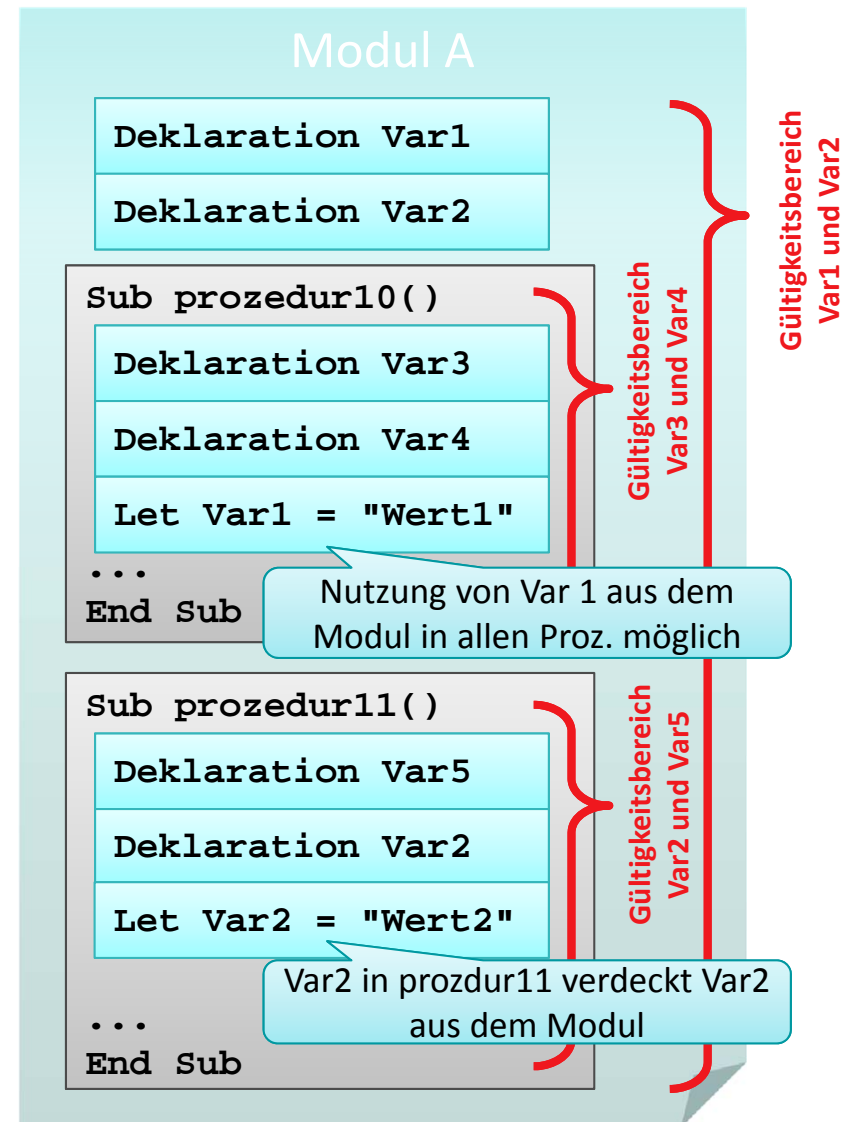 Modul A
Deklaration Var1
Deklaration Var2
Gültigkeitsbereich
Var1 und Var2
Sub prozedur10()
Deklaration Var3
Deklaration Var4
Let Var1 = "Wert1"
...
End Sub
Gültigkeitsbereich
Var3 und Var4
Nutzung von Var 1 aus dem
Modul in allen Proz. möglich
Sub prozedur11()
Deklaration Var5
Deklaration Var2
Let Var2 = "Wert2"
...
End Sub
Gültigkeitsbereich
Var2 und Var5
Var2 in prozdur11 verdeckt Var2
aus dem Modul